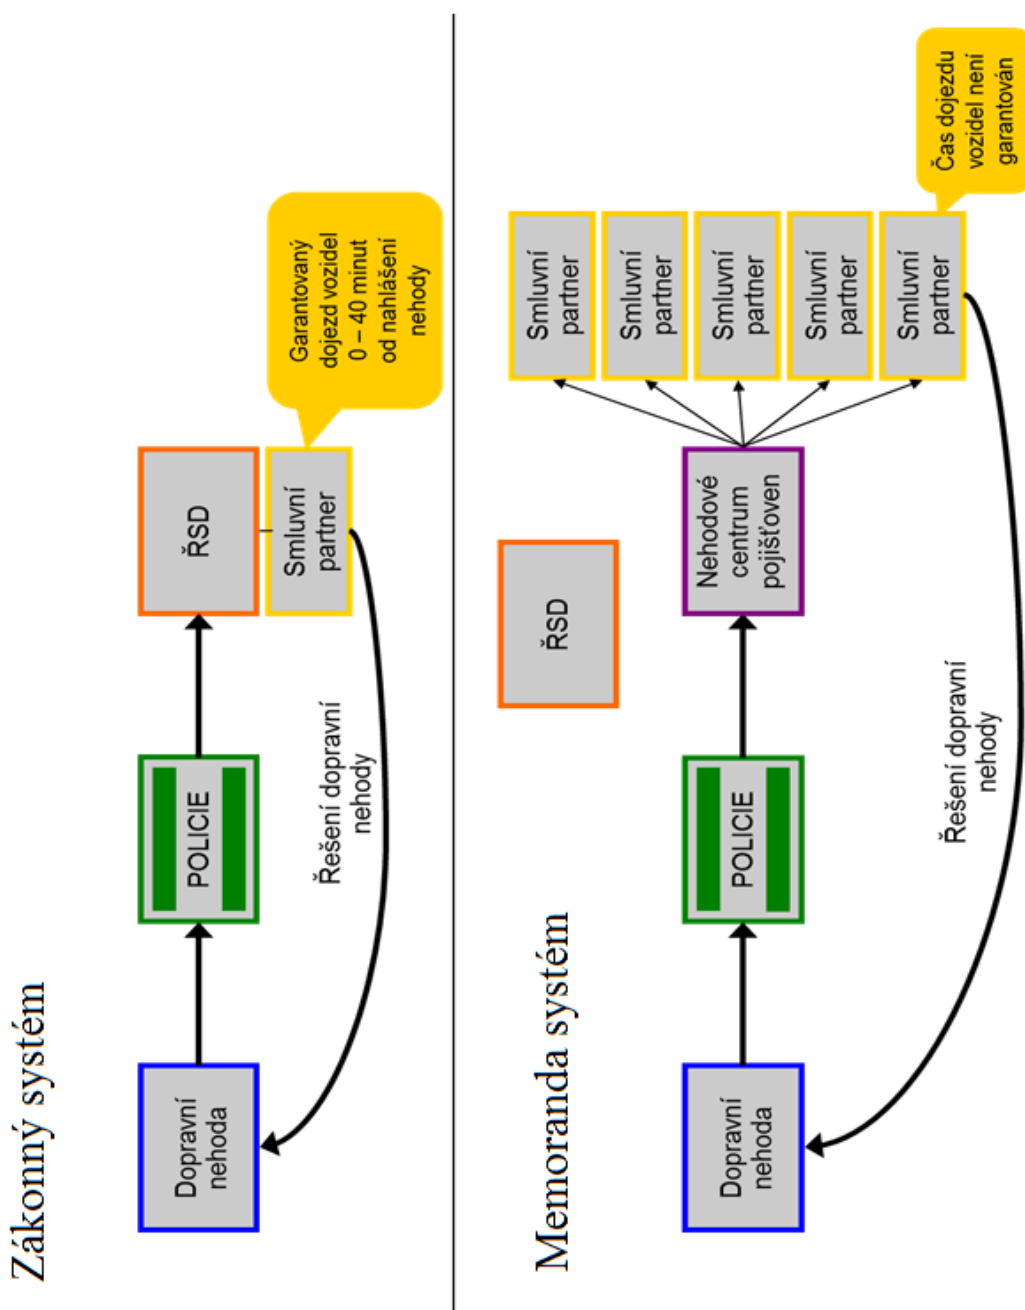 Zákonný systém
Dopravní
nehoda
POLICIE
ŘSD
Smluvní
partner
Garantovaný
dojezd vozidel
0 – 40 minut
od nahlášení
nehody
Řešení dopravní
nehody
Memoranda systém
Dopravní
nehoda
POLICIE
ŘSD
Nehodové
centrum
pojišťoven
Smluvní
partner
Smluvní
partner
Smluvní
partner
Smluvní
partner
Smluvní
partner
Čas dojezdu
vozidel není
garantován
Řešení dopravní
nehody